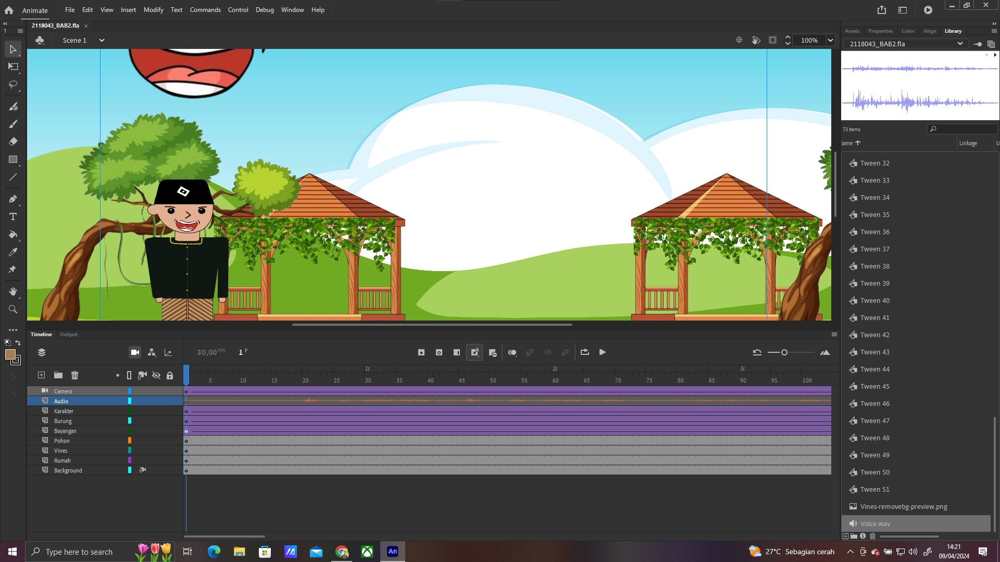 Animate
File Edit View Insert Modify Text Commands Control Debug Window Help
2118043_BAB2.fla
Scene 1
100%
Assets Properties Color Align Library
2118043_BAB2.fla
73 items
Name Linkage U
Tween 32
Tween 33
Tween 34
Tween 35
Tween 36
Tween 37
Tween 38
Tween 39
Tween 40
Tween 41
Tween 42
Tween 43
Tween 44
Tween 45
Tween 46
Tween 47
Tween 48
Tween 49
Tween 50
Tween 51
Vines-removebg-preview.png
Voice.wav
Timeline Output
30,00 FPS 1 F
1s 2s 3s
5 10 15 20 25 30 35 40 45 50 55 60 65 70 75 80 85 90 95 100
Camera
Audio
Karakter
Burung
Bayangan
Pohon
Vines
Rumah
Background
Type here to search
An
27°C Sebagian cerah
14:21
09/04/2024